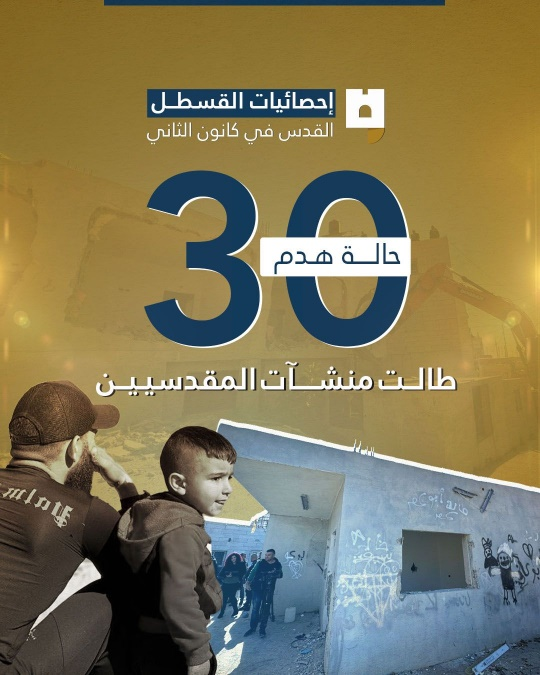 إحصائيات القسطل
القدس في كانون الثاني
30
حالة هدم
طالت منشآت المقدسيين